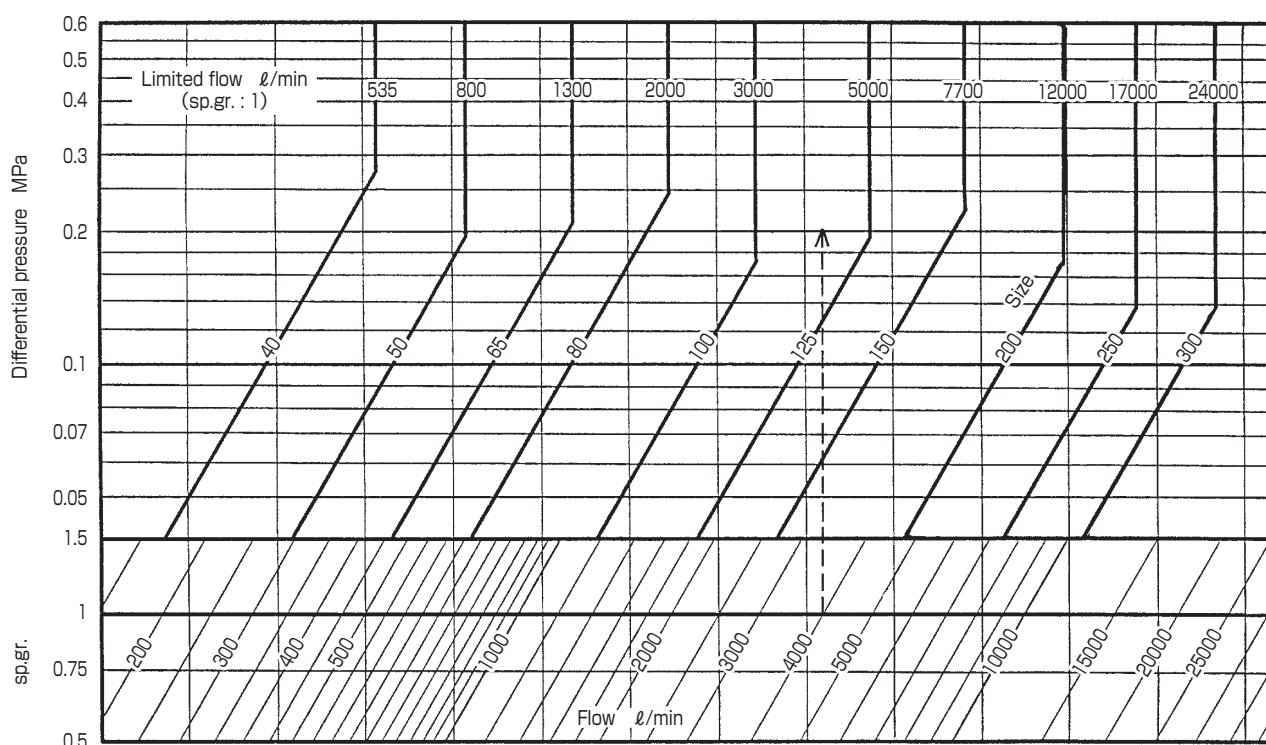 0.6
0.5
Limited flow ℓ/min
(sp.gr. : 1)
535 800 1300 2000 3000 5000 7700 12000 17000 24000
0.4
0.3
Differential pressure MPa
0.2
Size
40 50 65 80 100 125 150 200 250 300
0.1
0.07
0.05
1.5
1
sp.gr.
200 300 400 500 1000 2000 3000 4000 5000 10000 15000 20000 25000
0.75
Flow ℓ/min
0.5